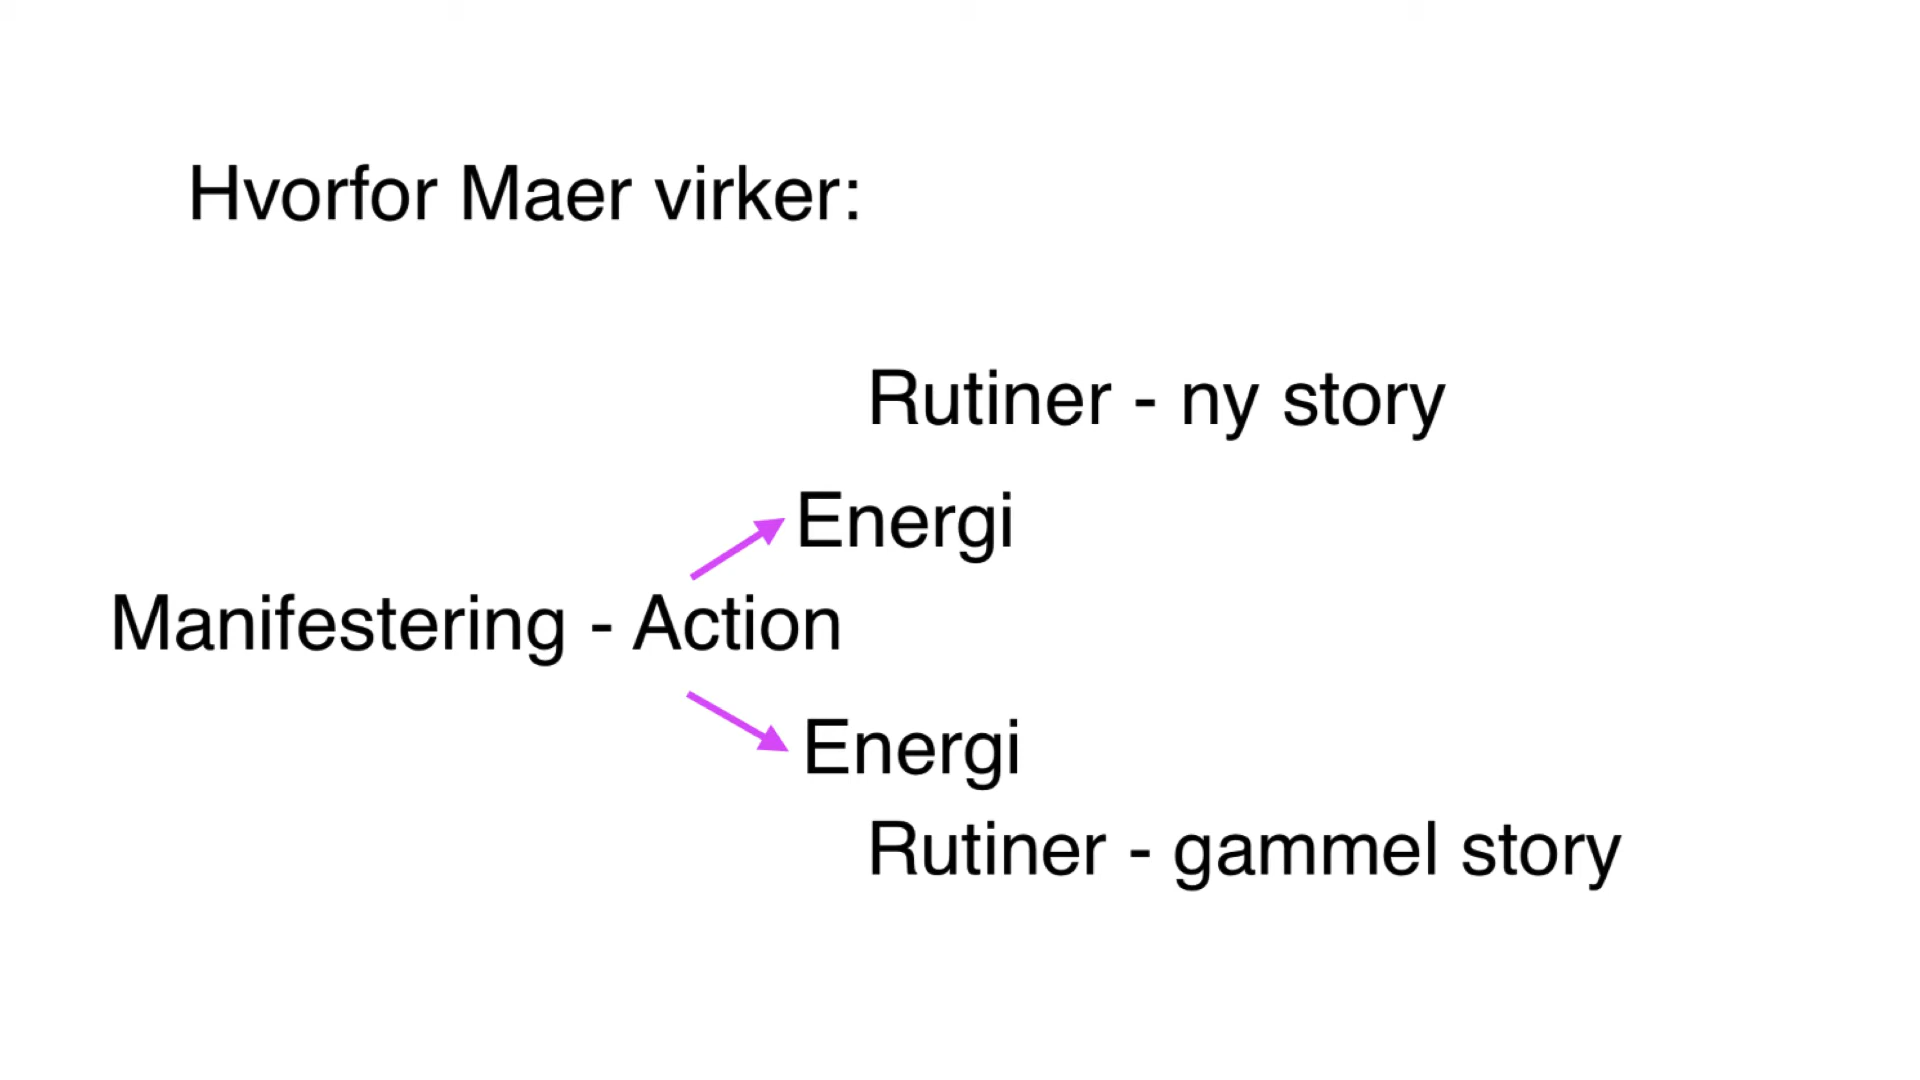 Hvorfor Maer virker:
Rutiner - ny story
Energi
Manifestering - Action
Energi
Rutiner - gammel story